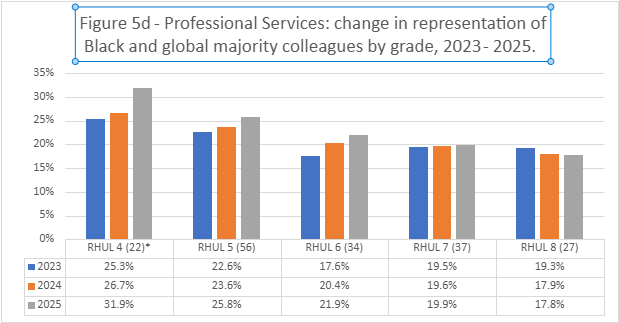 Figure 5d - Professional Services: change in representation of
Black and global majority colleagues by grade, 2023 - 2025.
35%
30%
25%
20%
15%
10%
5%
0%
RHUL 4 (22)* RHUL 5 (56) RHUL 6 (34) RHUL 7 (37) RHUL 8 (27)
2023 25.3% 22.6% 17.6% 19.5% 19.3%
2024 26.7% 23.6% 20.4% 19.6% 17.9%
2025 31.9% 25.8% 21.9% 19.9% 17.8%